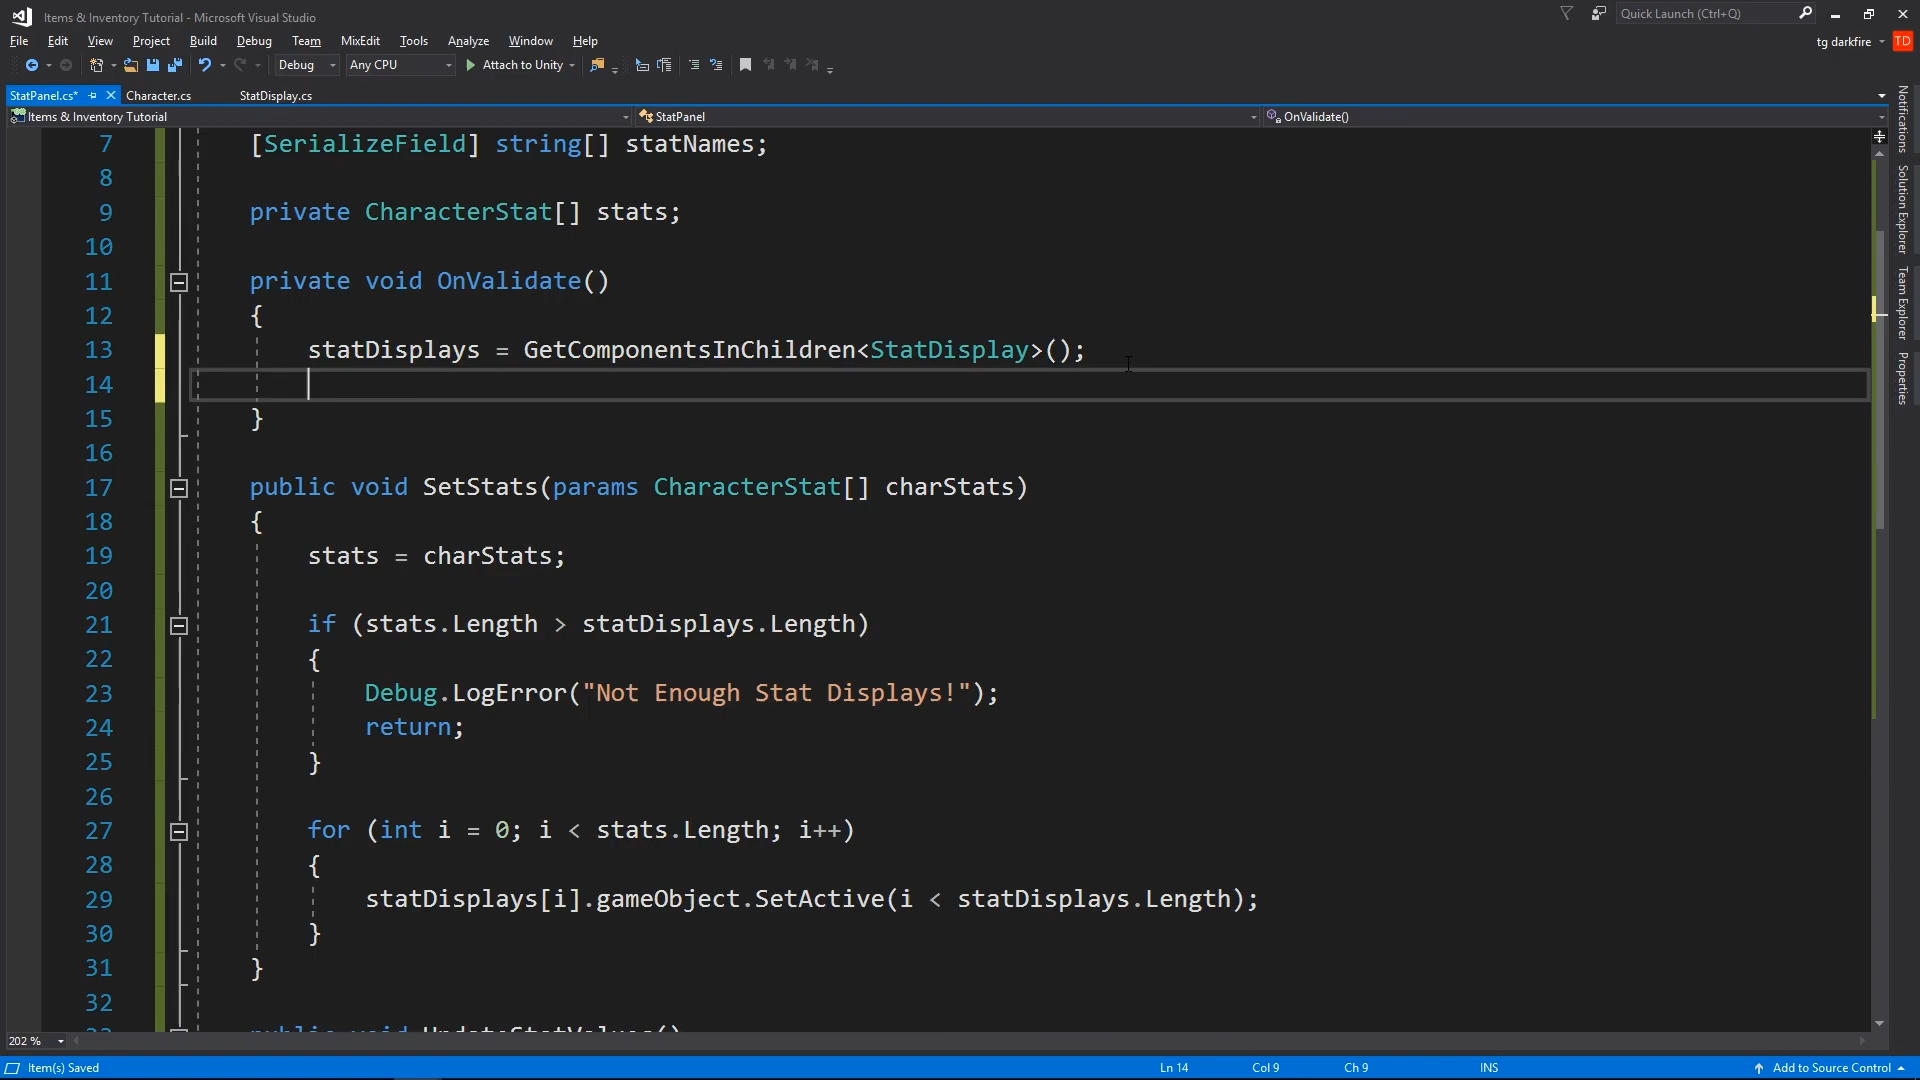 Items & Inventory Tutorial - Microsoft Visual Studio
Quick Launch (Ctrl+Q)
File Edit View Project Build Debug Team MixEdit Tools Analyze Window Help
tg darkfire TD
Debug Any CPU Attach to Unity
StatPanel.cs* Character.cs StatDisplay.cs
Items & Inventory Tutorial StatPanel OnValidate()
7 [SerializeField] string[] statNames;
8
9 private CharacterStat[] stats;
10
11 private void OnValidate()
12 {
13 statDisplays = GetComponentsInChildren<StatDisplay>();
14
15 }
16
17 public void SetStats(params CharacterStat[] charStats)
18 {
19 stats = charStats;
20
21 if (stats.Length > statDisplays.Length)
22 {
23 Debug.LogError("Not Enough Stat Displays!");
24 return;
25 }
26
27 for (int i = 0; i < stats.Length; i++)
28 {
29 statDisplays[i].gameObject.SetActive(i < statDisplays.Length);
30 }
31 }
32
33 public void UpdateStatValues()
Notifications
Solution Explorer
Team Explorer
Properties
202 %
Item(s) Saved Ln 14 Col 9 Ch 9 INS Add to Source Control